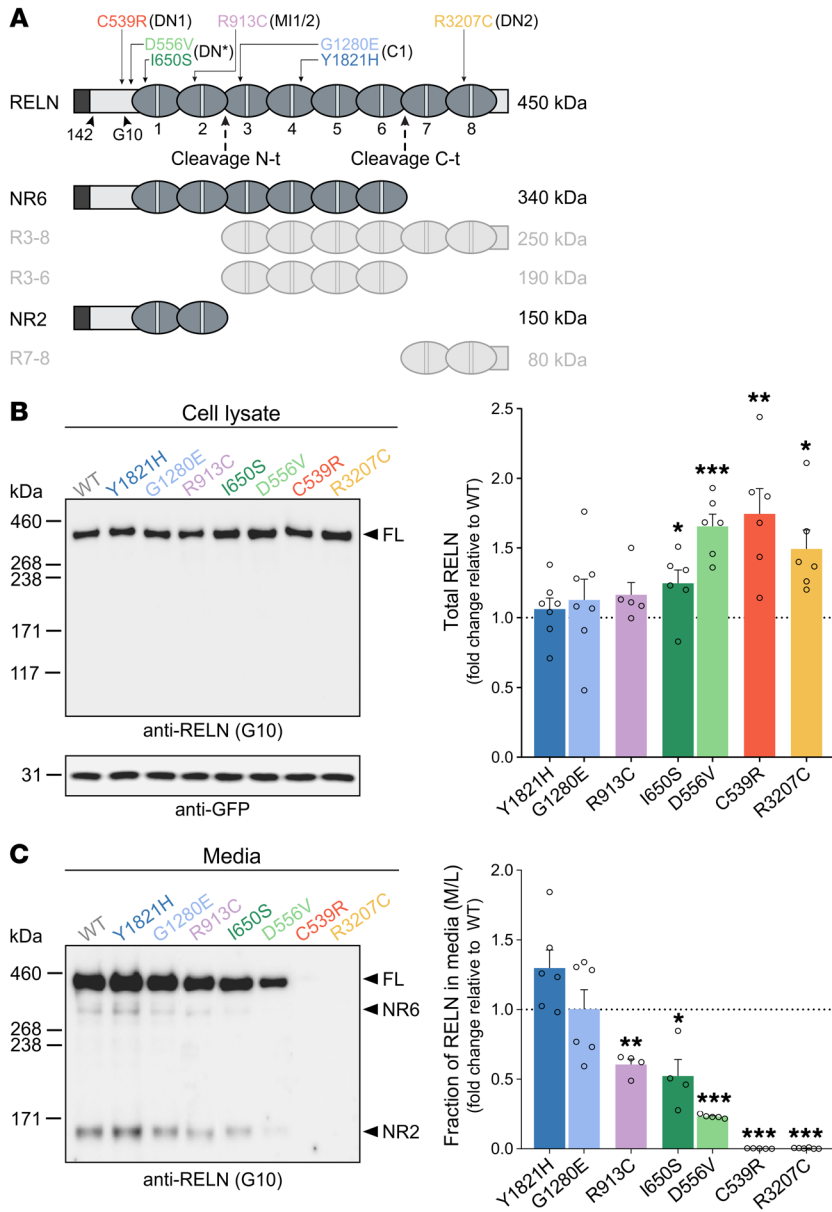 A
C539R (DN1) R913C (MI1/2) R3207C (DN2)
D556V G1280E
I650S (DN*) Y1821H (C1)
RELN 450 kDa
142 G10 1 2 3 4 5 6 7 8
Cleavage N-t Cleavage C-t
NR6 340 kDa
R3-8 250 kDa
R3-6 190 kDa
NR2 150 kDa
R7-8 80 kDa
B
Cell lysate
kDa
WT Y1821H G1280E R913C I650S D556V C539R R3207C
460
268
238
171
117
FL
anti-RELN (G10)
31
anti-GFP
Total RELN
(fold change relative to WT)
2.5
2.0
1.5
1.0
0.5
0.0
* *** ** *
Y1821H G1280E R913C I650S D556V C539R R3207C
C
Media
kDa
WT Y1821H G1280E R913C I650S D556V C539R R3207C
460
268
238
171
FL
NR6
NR2
anti-RELN (G10)
Fraction of RELN in media (M/L)
(fold change relative to WT)
2.0
1.5
1.0
0.5
0.0
** * *** *** ***
Y1821H G1280E R913C I650S D556V C539R R3207C